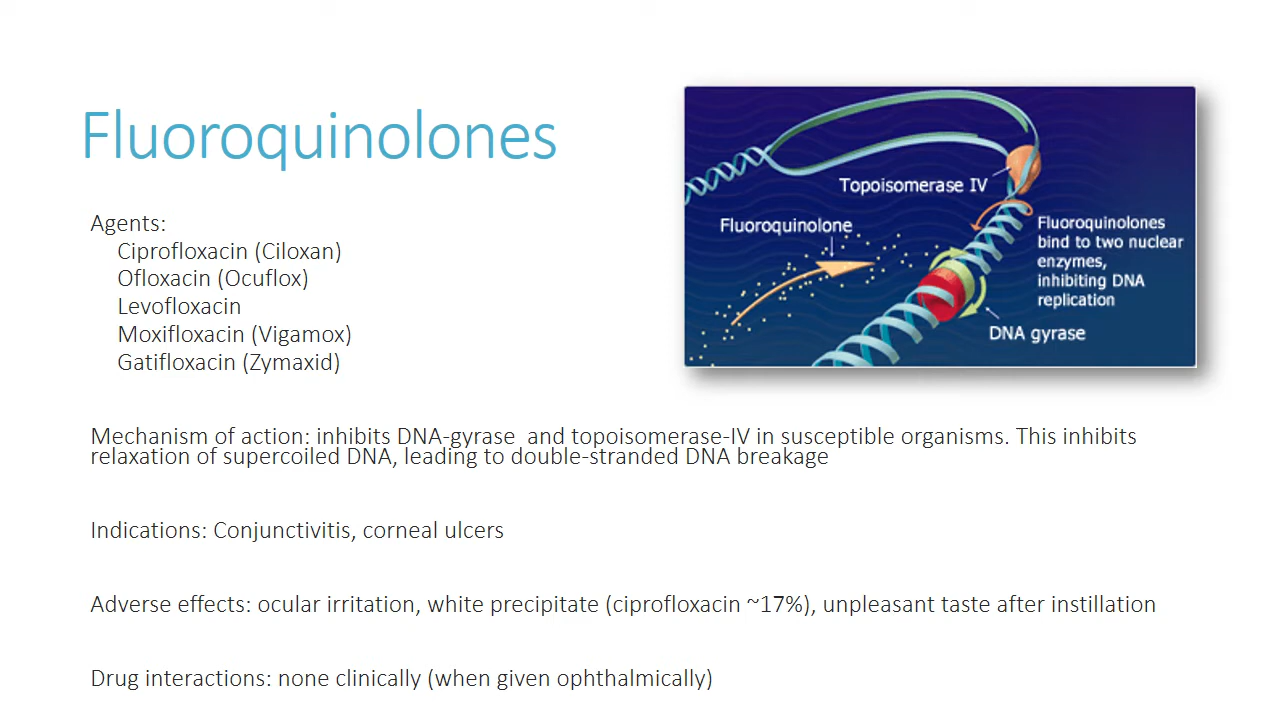 Fluoroquinolones
Agents:
Ciprofloxacin (Ciloxan)
Ofloxacin (Ocuflox)
Levofloxacin
Moxifloxacin (Vigamox)
Gatifloxacin (Zymaxid)
Topoisomerase IV
Fluoroquinolone
Fluoroquinolones
bind to two nuclear
enzymes,
inhibiting DNA
replication
DNA gyrase
Mechanism of action: inhibits DNA-gyrase and topoisomerase-IV in susceptible organisms. This inhibits
relaxation of supercoiled DNA, leading to double-stranded DNA breakage
Indications: Conjunctivitis, corneal ulcers
Adverse effects: ocular irritation, white precipitate (ciprofloxacin ~17%), unpleasant taste after instillation
Drug interactions: none clinically (when given ophthalmically)